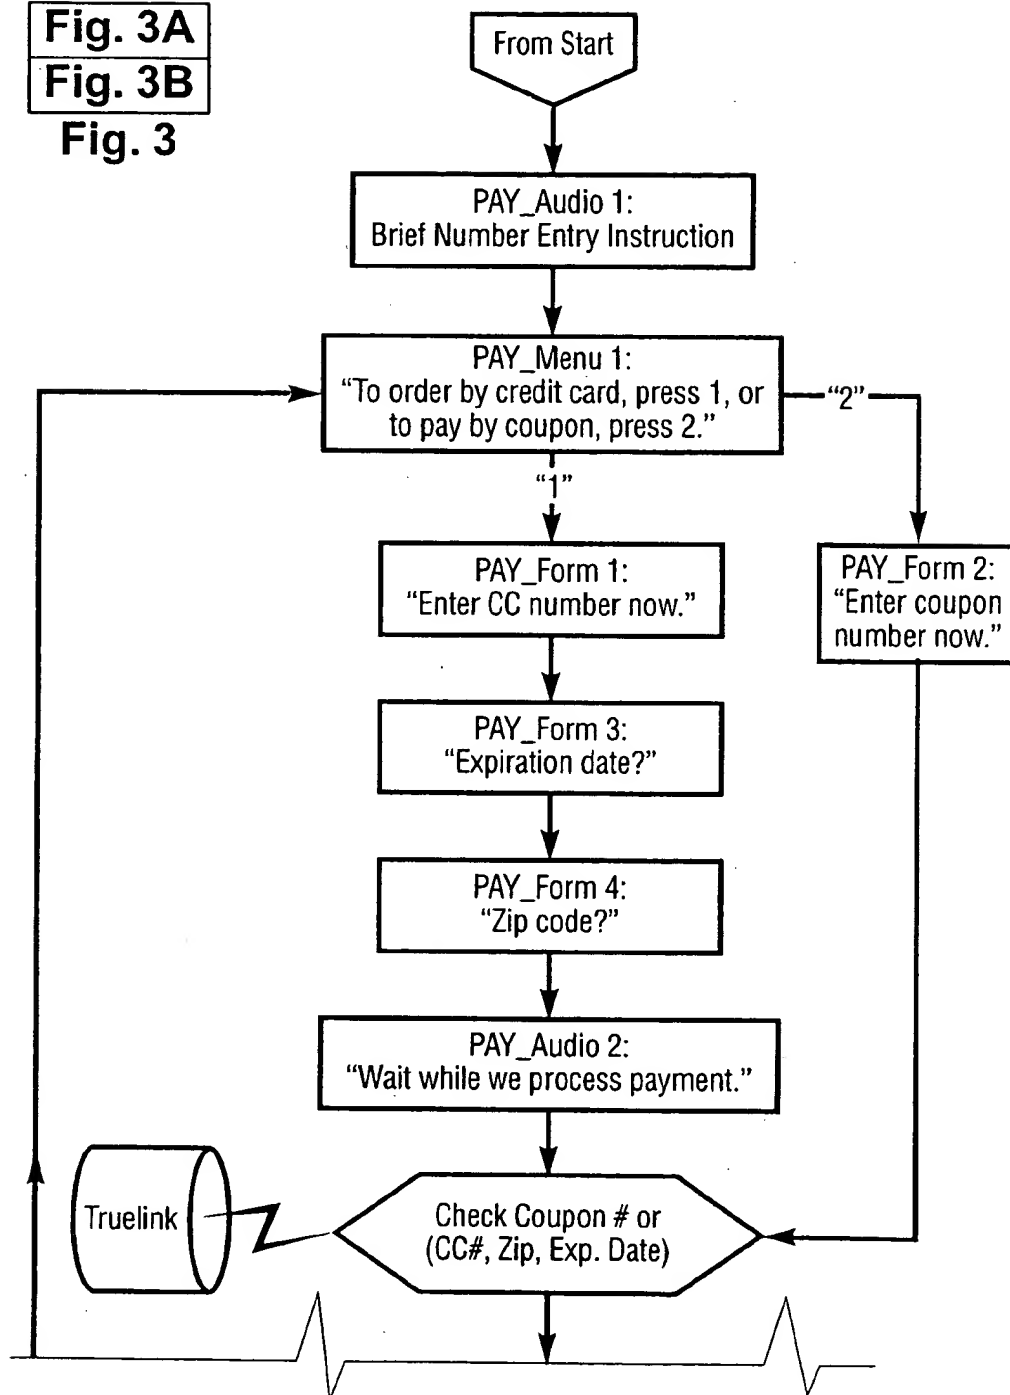 Fig. 3A
Fig. 3B
Fig. 3
From Start
PAY_Audio 1:
Brief Number Entry Instruction
PAY_Menu 1:
“To order by credit card, press 1, or
to pay by coupon, press 2.”
“2”
“1”
PAY_Form 1:
“Enter CC number now.”
PAY_Form 2:
“Enter coupon
number now.”
PAY_Form 3:
“Expiration date?”
PAY_Form 4:
“Zip code?”
PAY_Audio 2:
“Wait while we process payment.”
Truelink
Check Coupon # or
(CC#, Zip, Exp. Date)